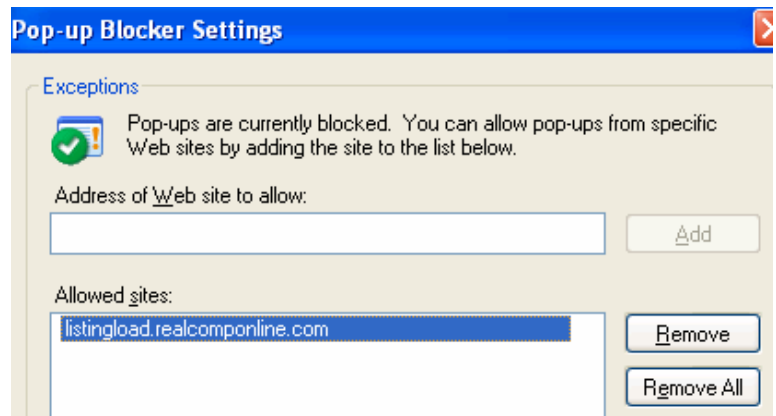 Pop-up Blocker Settings
Exceptions
Pop-ups are currently blocked. You can allow pop-ups from specific
Web sites by adding the site to the list below.
Address of Web site to allow:
Add
Allowed sites:
listingload.realcomponline.com
Remove
Remove All